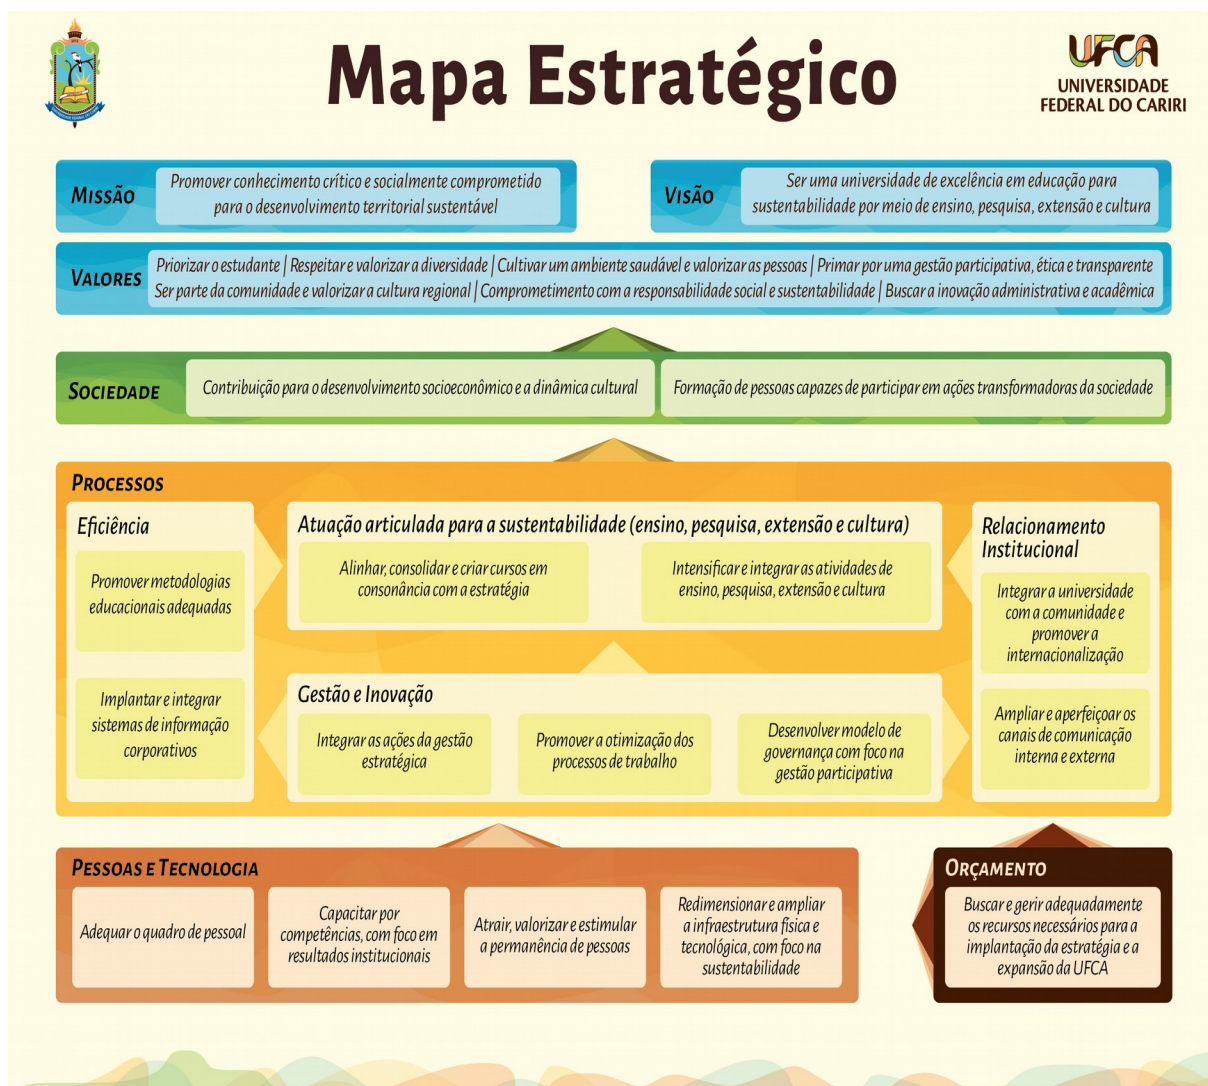 Mapa Estratégico
UFCA
UNIVERSIDADE
FEDERAL DO CARIRI
MISSÃO
Promover conhecimento crítico e socialmente comprometido
para o desenvolvimento territorial sustentável
VISÃO
Ser uma universidade de excelência em educação para
sustentabilidade por meio de ensino, pesquisa, extensão e cultura
VALORES
Priorizar o estudante | Respeitar e valorizar a diversidade | Cultivar um ambiente saudável e valorizar as pessoas | Primar por uma gestão participativa, ética e transparente
Ser parte da comunidade e valorizar a cultura regional | Comprometimento com a responsabilidade social e sustentabilidade | Buscar a inovação administrativa e acadêmica
SOCIEDADE
Contribuição para o desenvolvimento socioeconômico e a dinâmica cultural
Formação de pessoas capazes de participar em ações transformadoras da sociedade
PROCESSOS
Eficiência
Promover metodologias
educacionais adequadas
Implantar e integrar
sistemas de informação
corporativos
Atuação articulada para a sustentabilidade (ensino, pesquisa, extensão e cultura)
Alinhar, consolidar e criar cursos em
consonância com a estratégia
Intensificar e integrar as atividades de
ensino, pesquisa, extensão e cultura
Gestão e Inovação
Integrar as ações da gestão
estratégica
Promover a otimização dos
processos de trabalho
Desenvolver modelo de
governança com foco na
gestão participativa
Relacionamento
Institucional
Integrar a universidade
com a comunidade e
promover a
internacionalização
Ampliar e aperfeiçoar os
canais de comunicação
interna e externa
PESSOAS E TECNOLOGIA
Adequar o quadro de pessoal
Capacitar por
competências, com foco em
resultados institucionais
Atrair, valorizar e estimular
a permanência de pessoas
Redimensionar e ampliar
a infraestrutura física e
tecnológica, com foco na
sustentabilidade
ORÇAMENTO
Buscar e gerir adequadamente
os recursos necessários para a
implantação da estratégia e a
expansão da UFCA